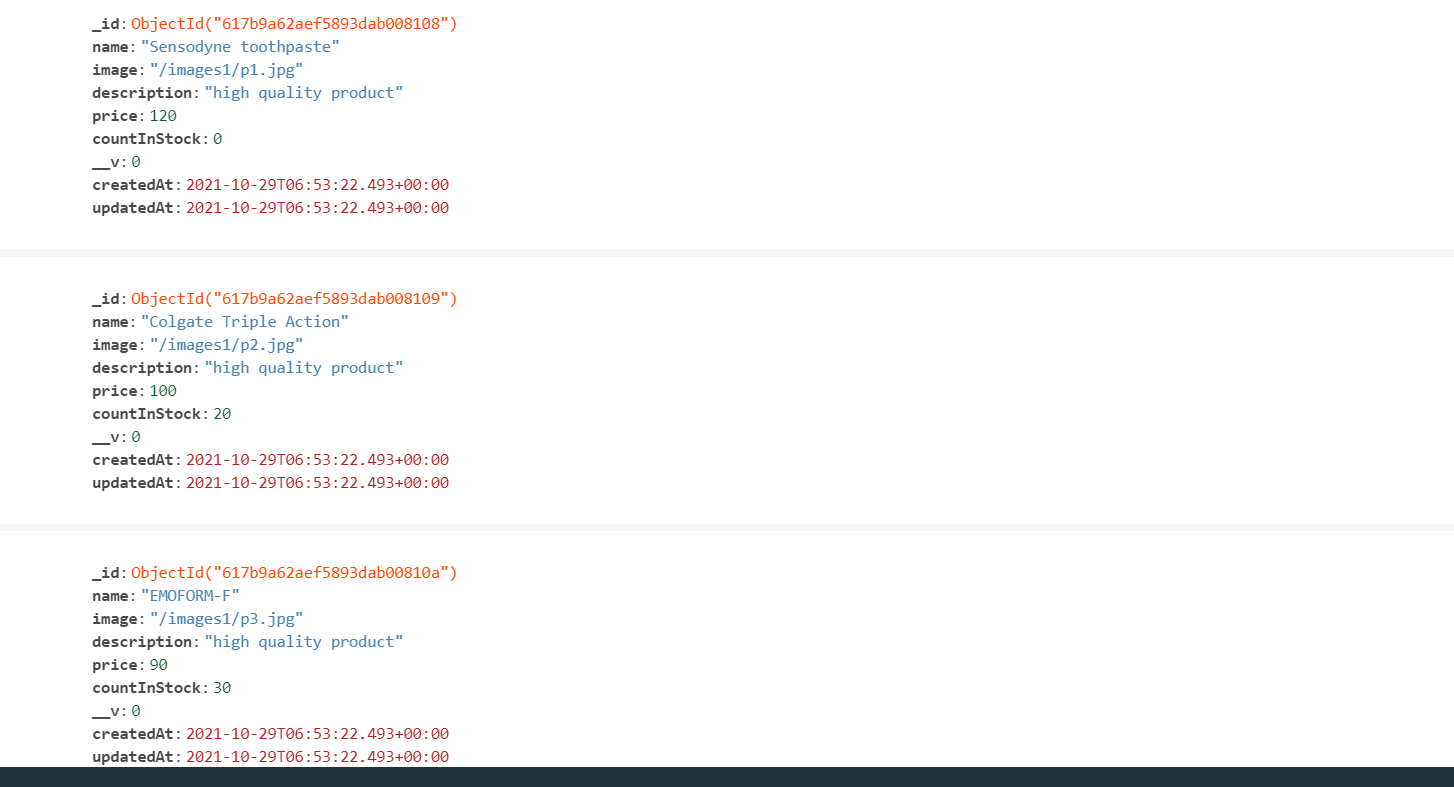 _id: ObjectId("617b9a62aef5893dab008108")
name: "Sensodyne toothpaste"
image: "/images1/p1.jpg"
description: "high quality product"
price: 120
countInStock: 0
__v: 0
createdAt: 2021-10-29T06:53:22.493+00:00
updatedAt: 2021-10-29T06:53:22.493+00:00
_id: ObjectId("617b9a62aef5893dab008109")
name: "Colgate Triple Action"
image: "/images1/p2.jpg"
description: "high quality product"
price: 100
countInStock: 20
__v: 0
createdAt: 2021-10-29T06:53:22.493+00:00
updatedAt: 2021-10-29T06:53:22.493+00:00
_id: ObjectId("617b9a62aef5893dab00810a")
name: "EMOFORM-F"
image: "/images1/p3.jpg"
description: "high quality product"
price: 90
countInStock: 30
__v: 0
createdAt: 2021-10-29T06:53:22.493+00:00
updatedAt: 2021-10-29T06:53:22.493+00:00